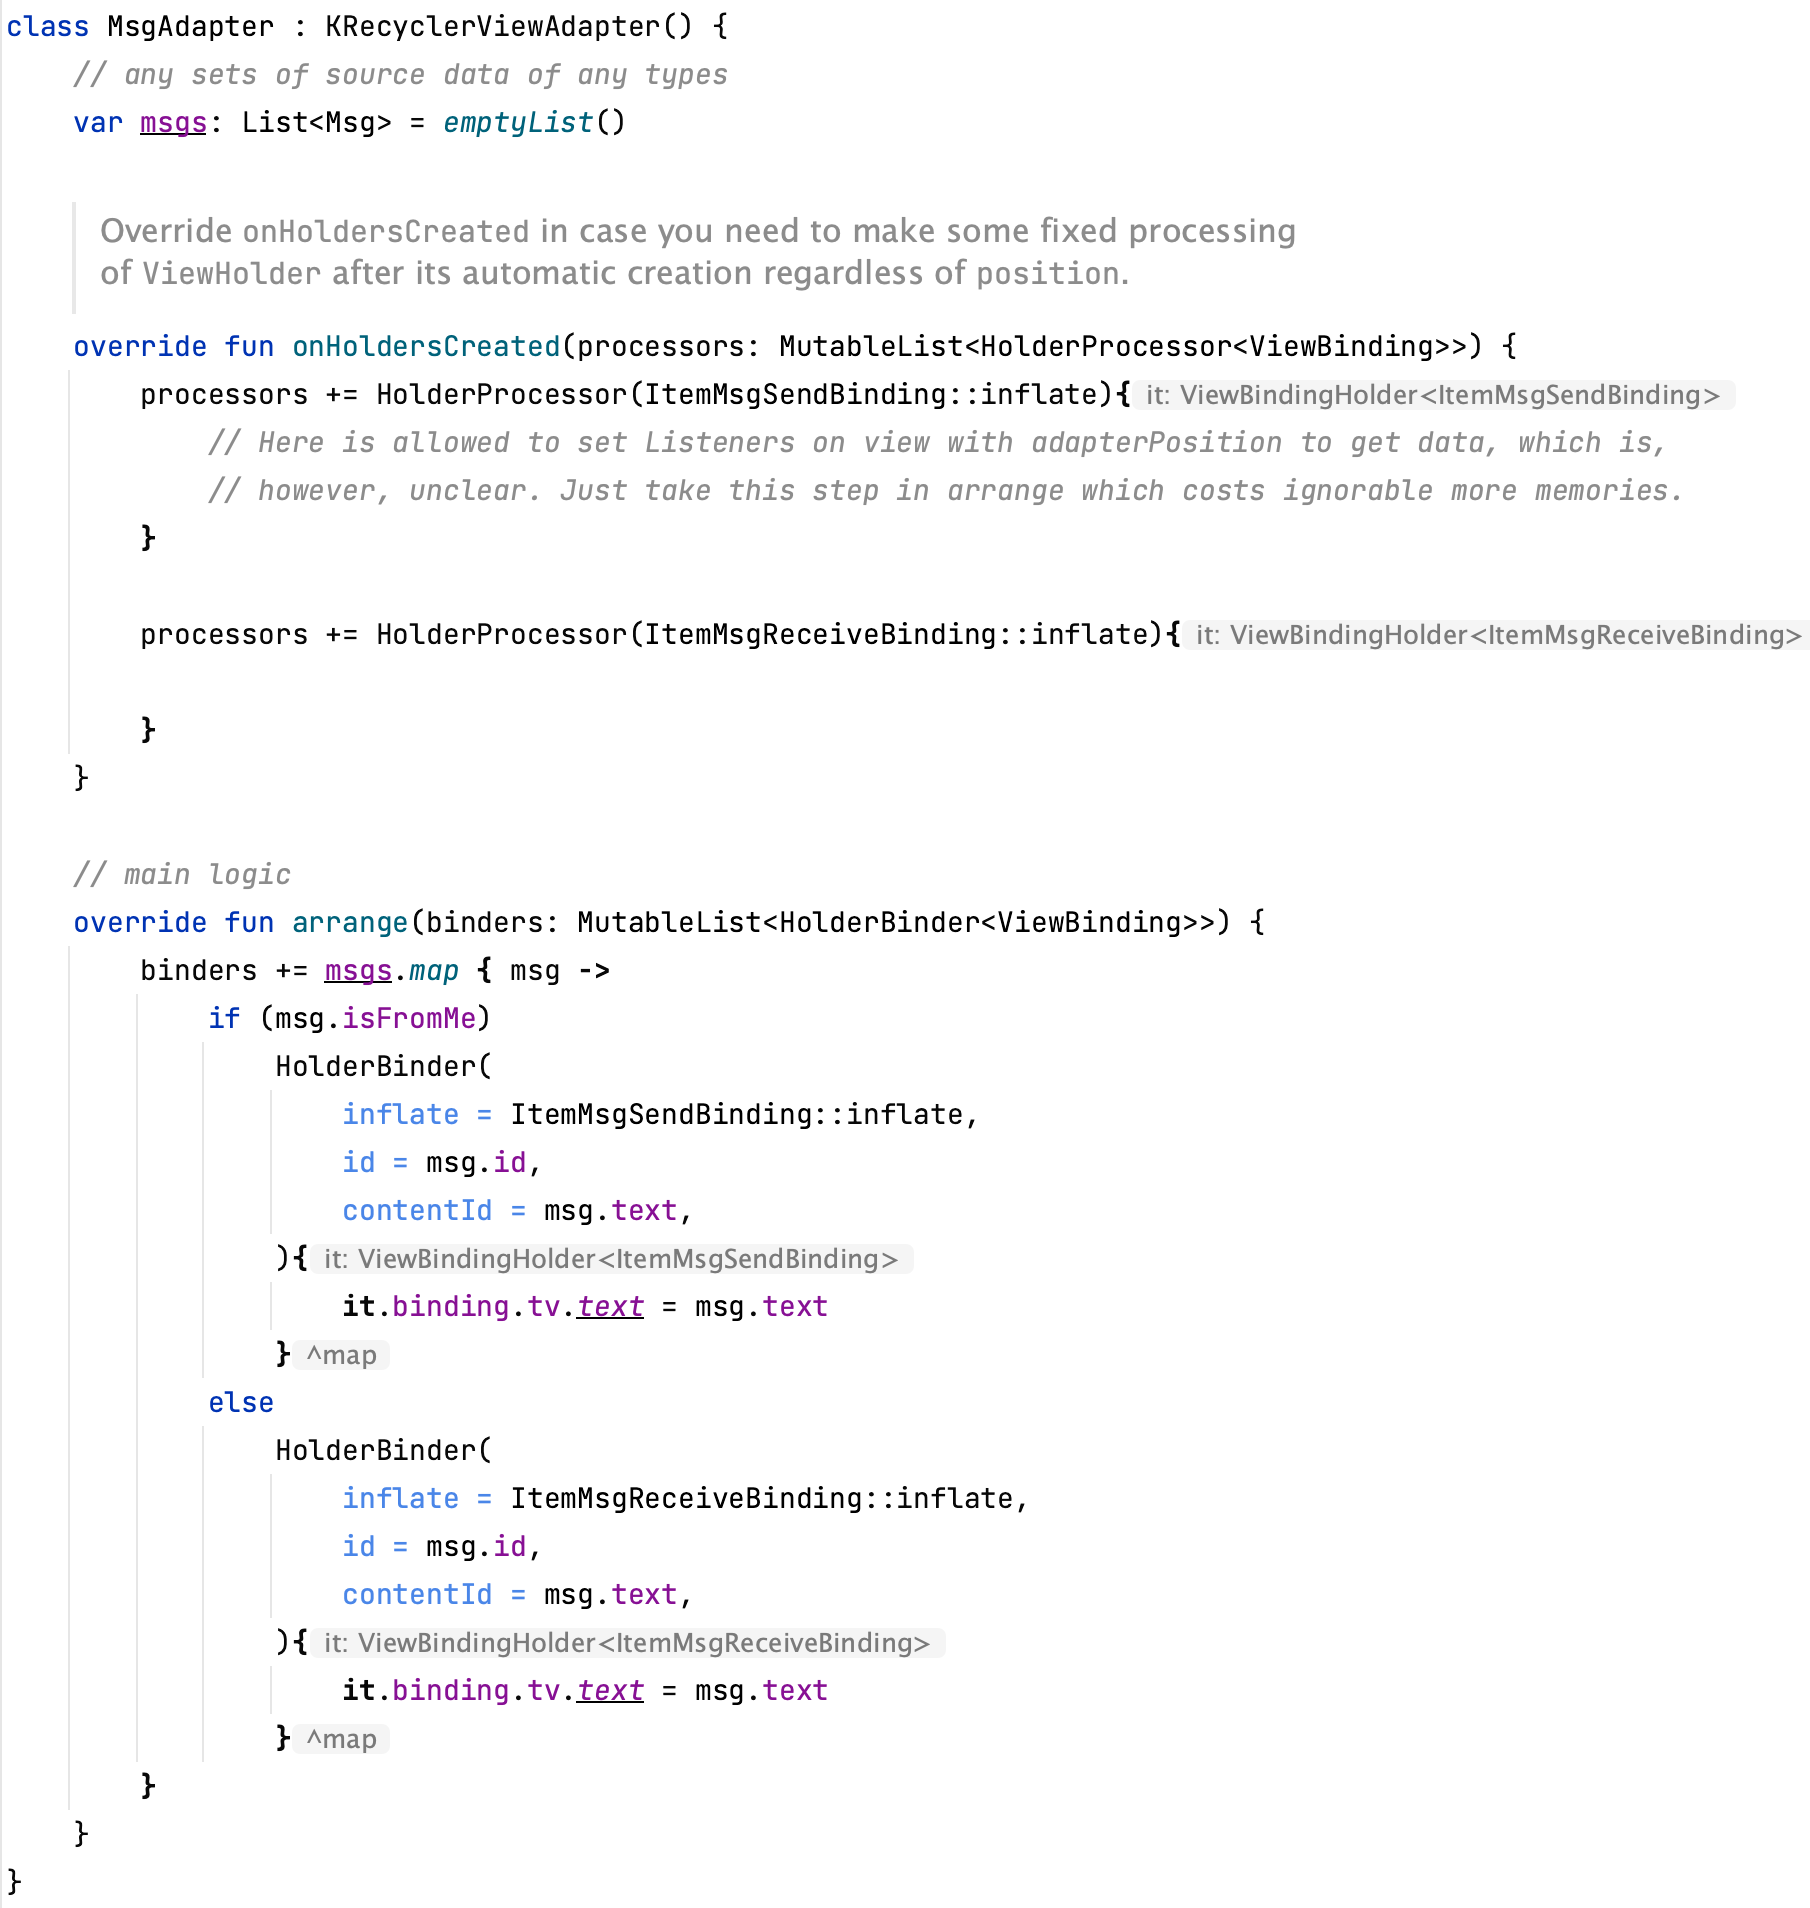 class MsgAdapter : KRecyclerViewAdapter() {
    // any sets of source data of any types
    var msgs: List<Msg> = emptyList()

    Override onHoldersCreated in case you need to make some fixed processing
    of ViewHolder after its automatic creation regardless of position.
    override fun onHoldersCreated(processors: MutableList<HolderProcessor<ViewBinding>>) {
        processors += HolderProcessor(ItemMsgSendBinding::inflate){ it: ViewBindingHolder<ItemMsgSendBinding>
            // Here is allowed to set Listeners on view with adapterPosition to get data, which is,
            // however, unclear. Just take this step in arrange which costs ignorable more memories.
        }

        processors += HolderProcessor(ItemMsgReceiveBinding::inflate){ it: ViewBindingHolder<ItemMsgReceiveBinding>

        }
    }

    // main logic
    override fun arrange(binders: MutableList<HolderBinder<ViewBinding>>) {
        binders += msgs.map { msg ->
            if (msg.isFromMe)
                HolderBinder(
                    inflate = ItemMsgSendBinding::inflate,
                    id = msg.id,
                    contentId = msg.text,
                ){ it: ViewBindingHolder<ItemMsgSendBinding>
                    it.binding.tv.text = msg.text
                } ^map
            else
                HolderBinder(
                    inflate = ItemMsgReceiveBinding::inflate,
                    id = msg.id,
                    contentId = msg.text,
                ){ it: ViewBindingHolder<ItemMsgReceiveBinding>
                    it.binding.tv.text = msg.text
                } ^map
        }
    }
}